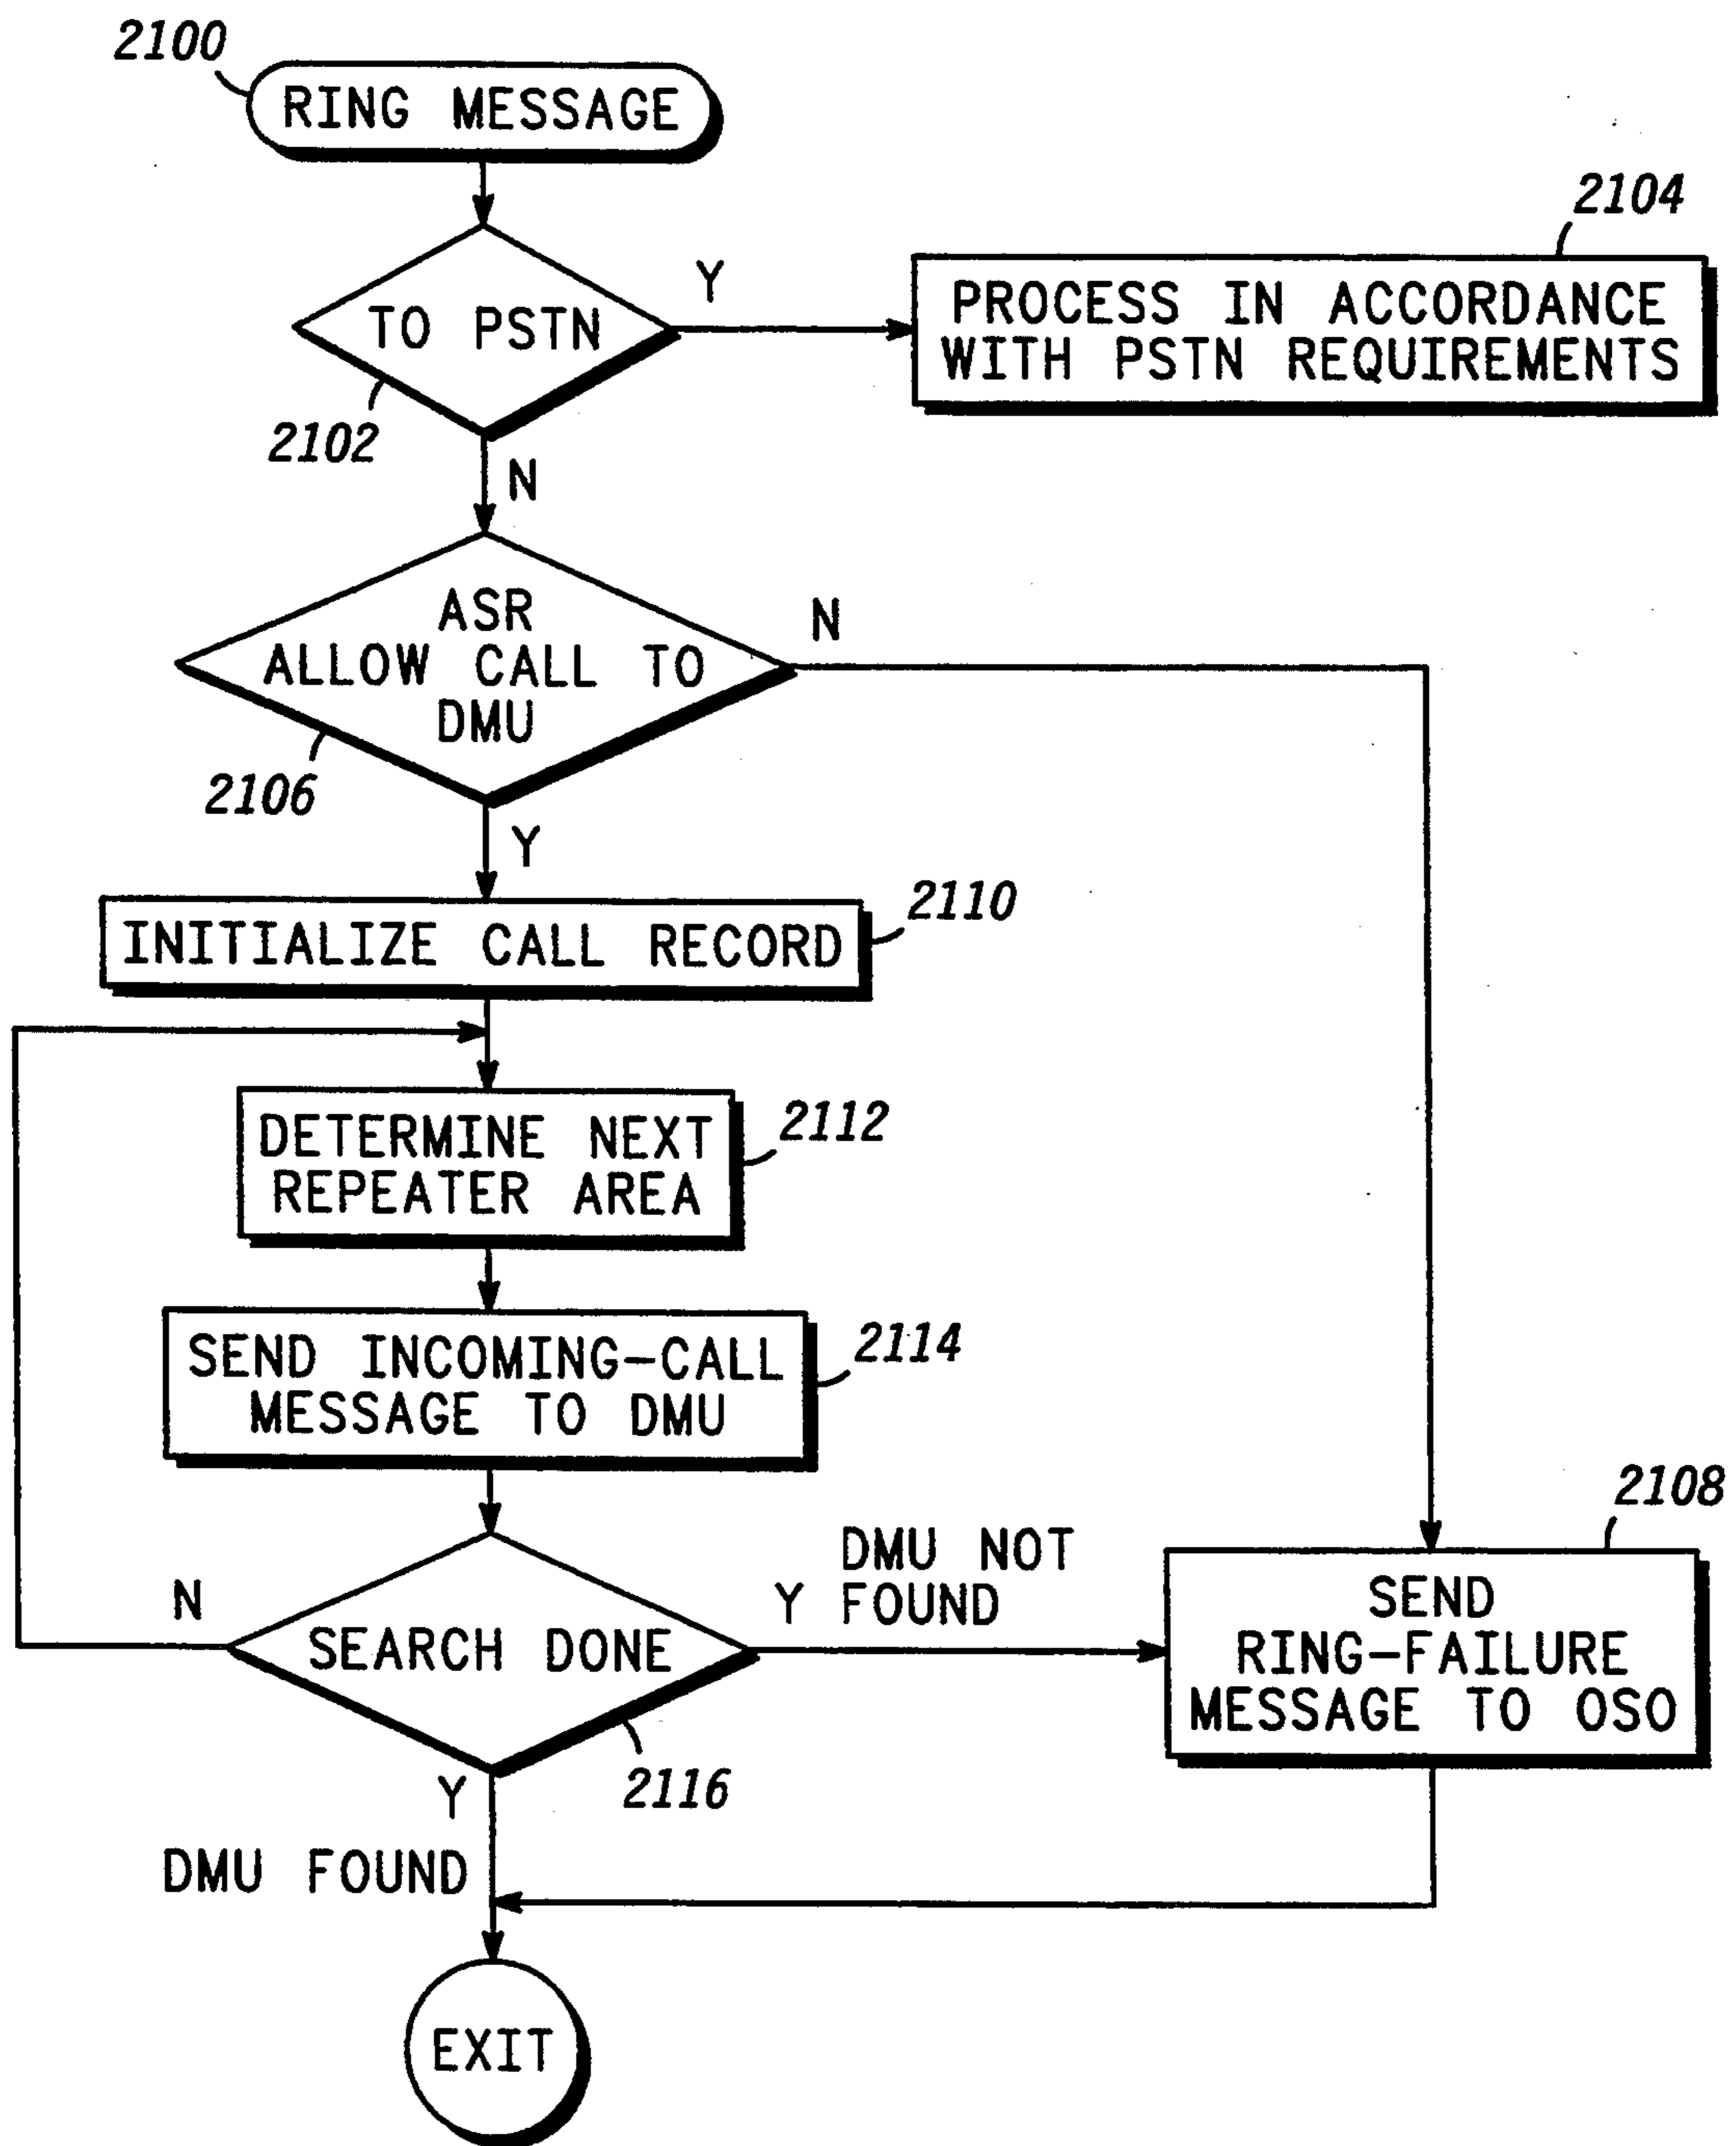 2100
RING MESSAGE
2104
TO PSTN
Y
PROCESS IN ACCORDANCE
WITH PSTN REQUIREMENTS
2102
N
ASR
ALLOW CALL TO
DMU
N
2106
Y
2110
INITIALIZE CALL RECORD
2112
DETERMINE NEXT
REPEATER AREA
2114
SEND INCOMING-CALL
MESSAGE TO DMU
2108
N
SEARCH DONE
DMU NOT
Y FOUND
SEND
RING-FAILURE
MESSAGE TO OSO
2116
Y
DMU FOUND
EXIT